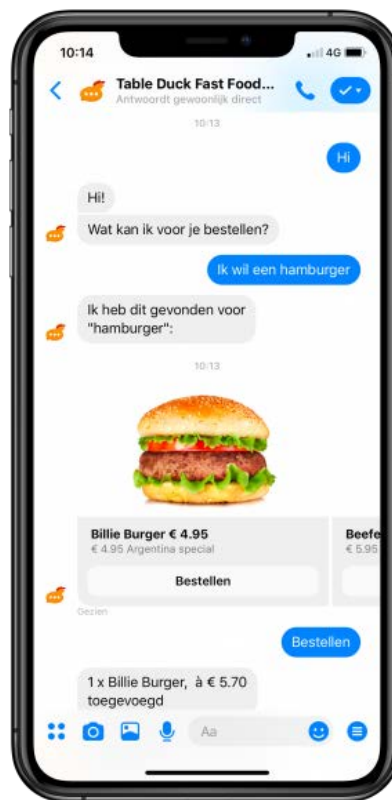 10:14
4G
Table Duck Fast Food...
Antwoordt gewoonlijk direct
10:13
Hi
Hi!
Wat kan ik voor je bestellen?
Ik wil een hamburger
Ik heb dit gevonden voor
"hamburger":
10:13
Billie Burger € 4.95
€ 4.95 Argentina special
Bestellen
Beefe
€ 5.95
Gezien
Bestellen
1 x Billie Burger, à € 5.70
toegevoegd
Aa